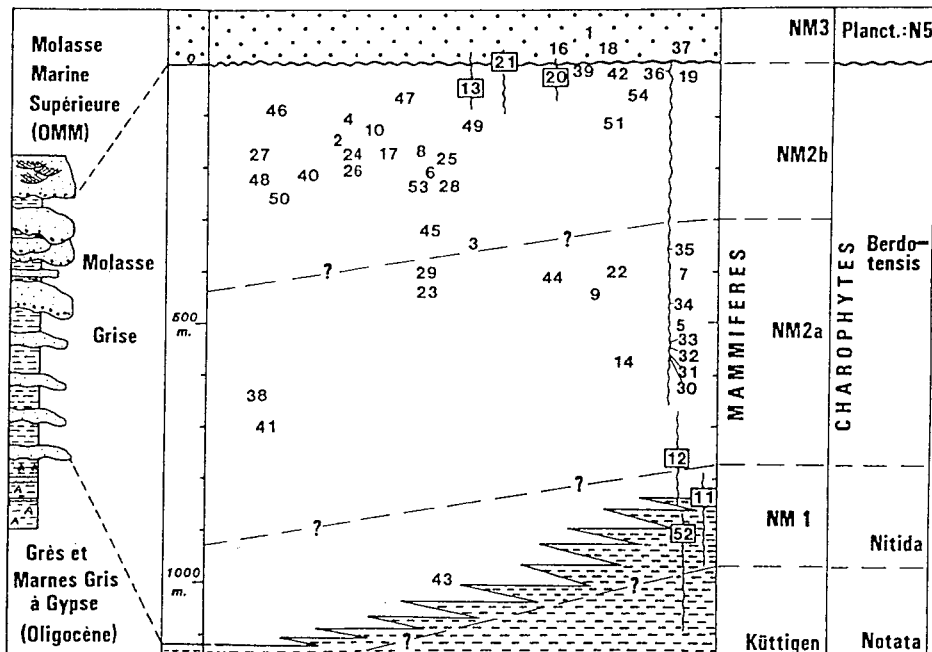 Molasse
Marine
Supérieure
(OMM)
Molasse
Grise
A A
A
A
A
Grès et
Marnes Gris
à Gypse
(Oligocène)
0
500
m.
1000
m.
1
16 18 37
21
13 20 39 42 36 19
54
46 47
4 10 49 51
2
27 24 17 8 25
48 40 26 6
50 53 28
45
3
?
?
29 44 22
23 9
35
7
34
5
33
32
31
30
14
38
41
12
?
?
11
52
43
?
?
MAMMIFERES
NM3
NM2b
NM2a
NM 1
Küttigen
CHAROPHYTES
Planct.:N5
Berdo-
tensis
Nitida
Notata